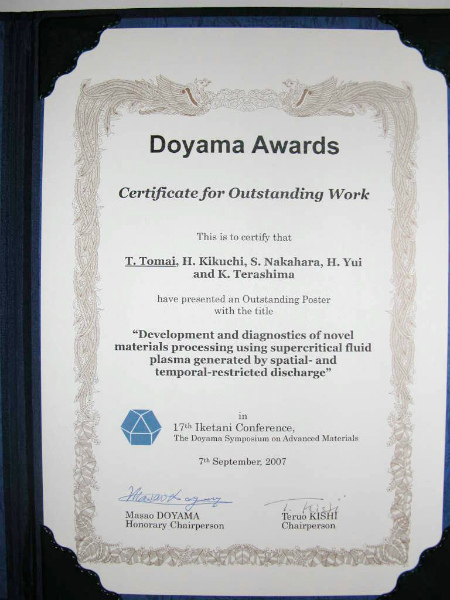 Doyama Awards
Certificate for Outstanding Work
This is to certify that
T. Tomai, H. Kikuchi, S. Nakahara, H. Yui
and K. Terashima
have presented an Outstanding Poster
with the title
“Development and diagnostics of novel
materials processing using supercritical fluid
plasma generated by spatial- and
temporal-restricted discharge”
in
17th Iketani Conference,
The Doyama Symposium on Advanced Materials
7th September, 2007
Masao DOYAMA
Honorary Chairperson
Teruo KISHI
Chairperson